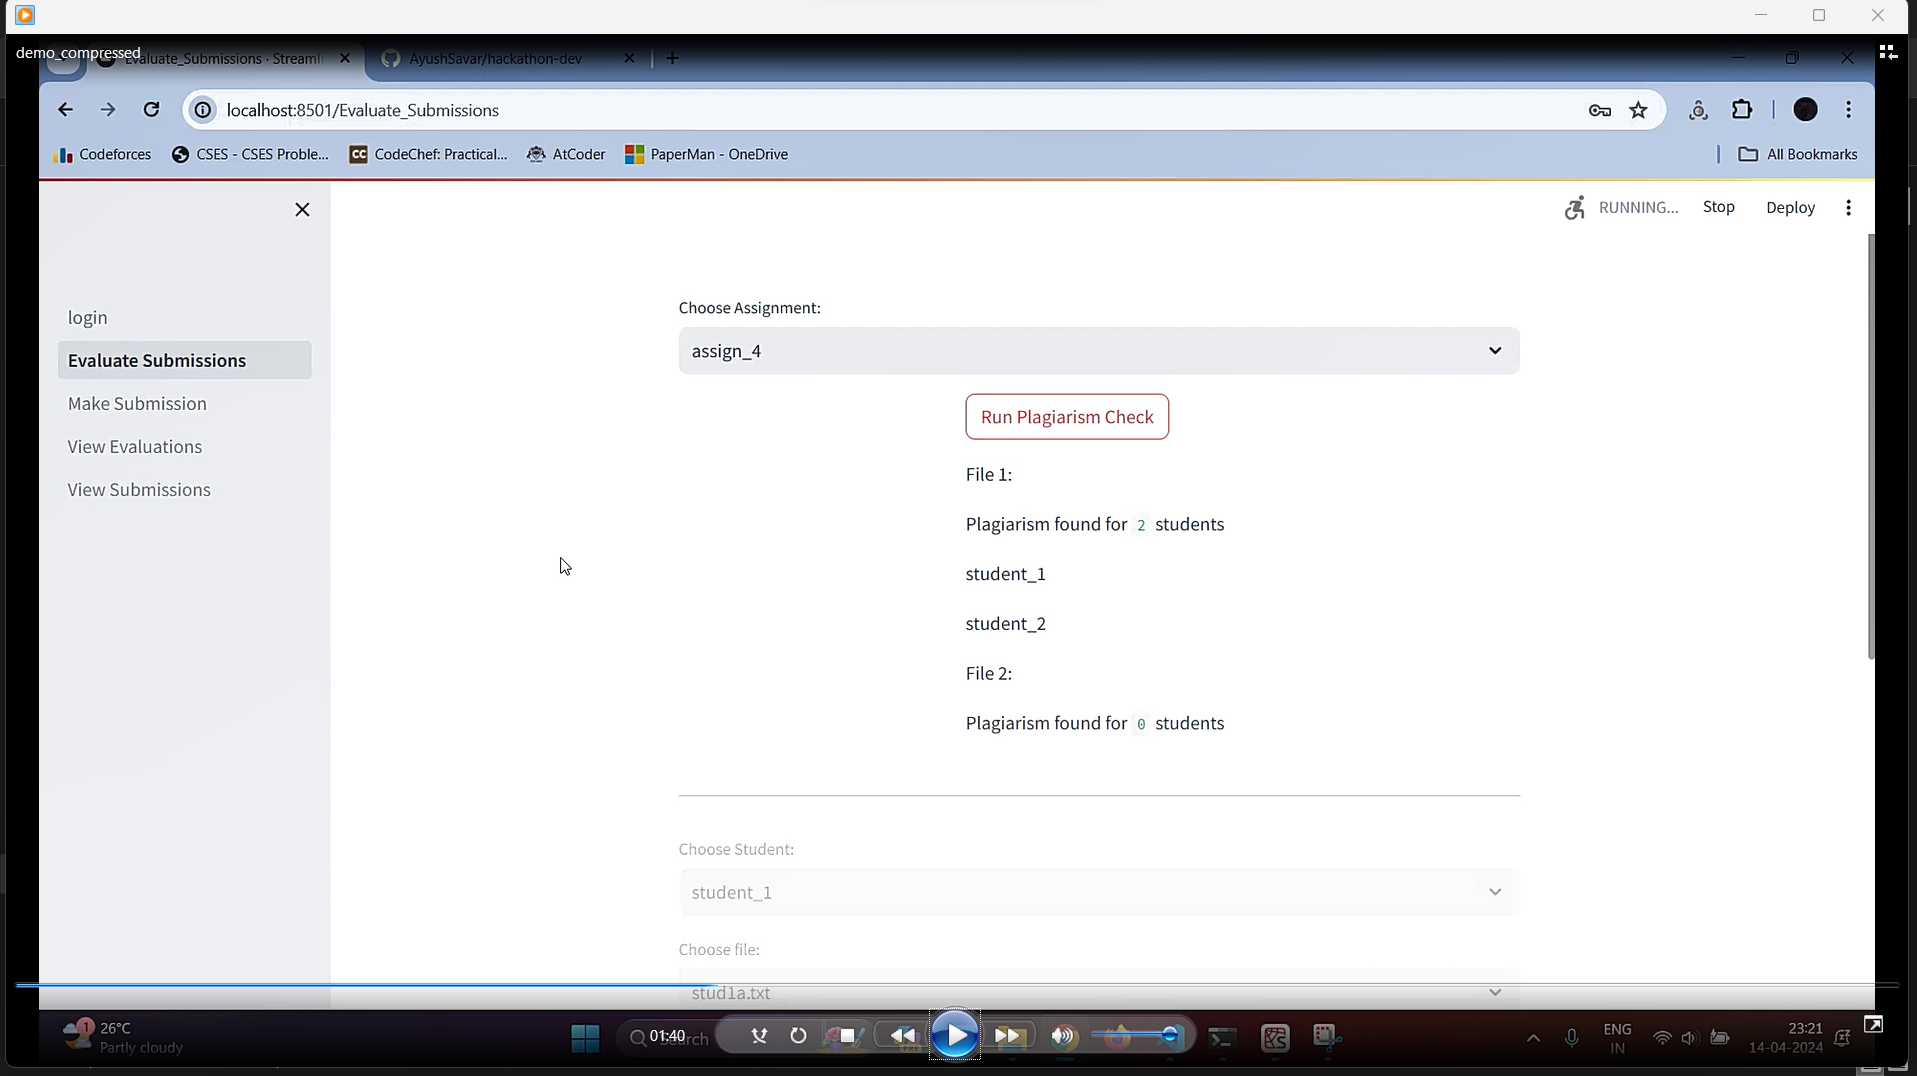 demo_compressed
Evaluate_Submissions · Streaml
AyushSavar/hackathon-dev
localhost:8501/Evaluate_Submissions
Codeforces
CSES - CSES Proble...
CC
CodeChef: Practical...
AtCoder
PaperMan - OneDrive
All Bookmarks
RUNNING...
Stop
Deploy
login
Evaluate Submissions
Make Submission
View Evaluations
View Submissions
Choose Assignment:
assign_4
Run Plagiarism Check
File 1:
Plagiarism found for 2 students
student_1
student_2
File 2:
Plagiarism found for 0 students
Choose Student:
student_1
Choose file:
stud1a.txt
1
26°C
Partly cloudy
01:40
Search
ENG
IN
23:21
14-04-2024